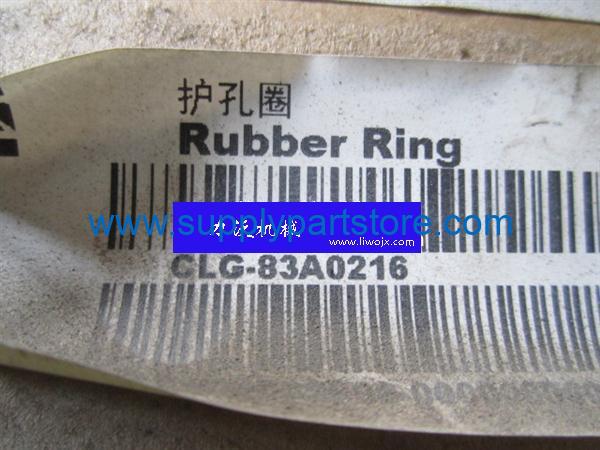 护孔圈
Rubber Ring
www.supplypartstore.com
www.liwojx.com
CLG-83A0216